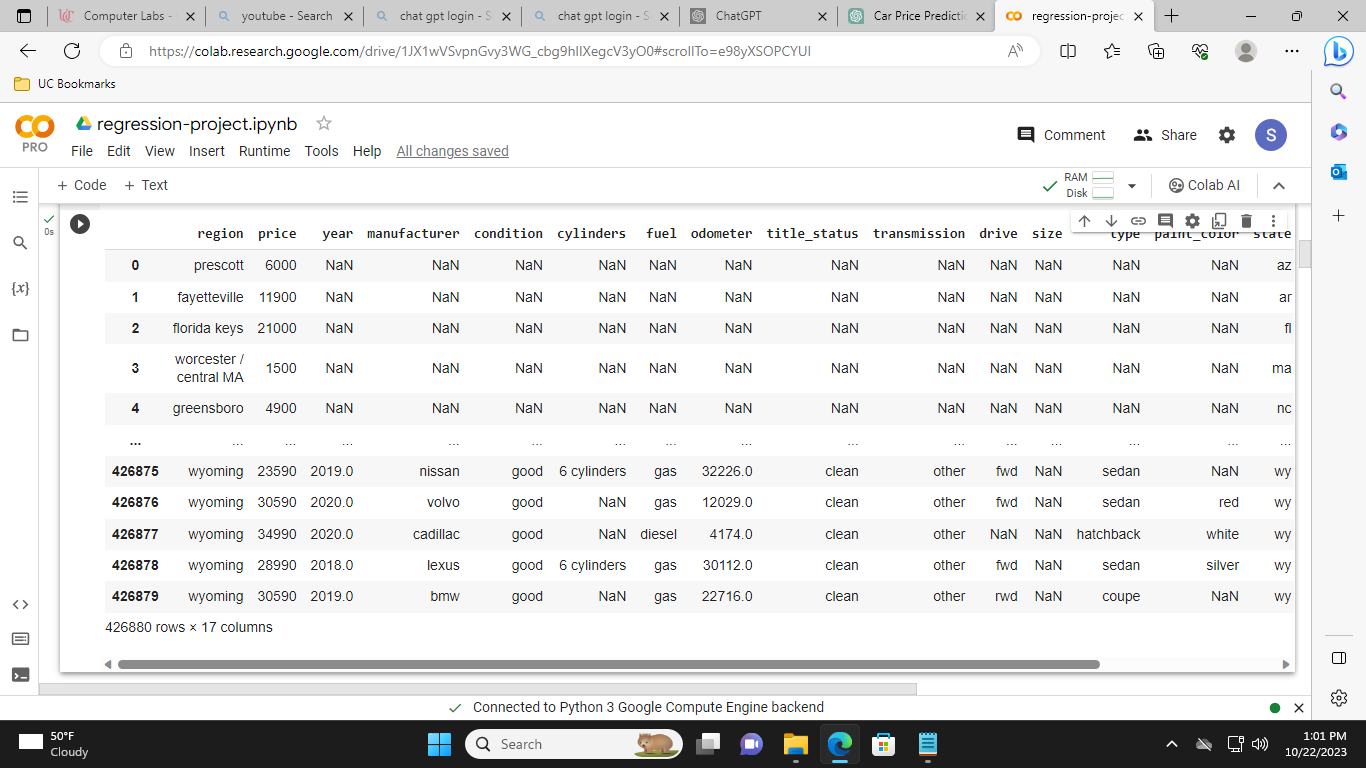 Computer Labs -
youtube - Search
chat gpt login - S
chat gpt login - S
ChatGPT
Car Price Predictic
regression-projec
https://colab.research.google.com/drive/1JX1wVSvpnGvy3WG_cbg9hIlXegcV3yO0#scrollTo=e98yXSOPCYUI
UC Bookmarks
CO PRO
regression-project.ipynb
File Edit View Insert Runtime Tools Help All changes saved
Comment Share S
+ Code + Text
RAM
Disk
Colab AI
0s
region price year manufacturer condition cylinders fuel odometer title_status transmission drive size type paint_color state
0 prescott 6000 NaN NaN NaN NaN NaN NaN NaN NaN NaN NaN NaN NaN az
1 fayetteville 11900 NaN NaN NaN NaN NaN NaN NaN NaN NaN NaN NaN NaN ar
2 florida keys 21000 NaN NaN NaN NaN NaN NaN NaN NaN NaN NaN NaN NaN fl
3 worcester / central MA 1500 NaN NaN NaN NaN NaN NaN NaN NaN NaN NaN NaN NaN ma
4 greensboro 4900 NaN NaN NaN NaN NaN NaN NaN NaN NaN NaN NaN NaN nc
... ... ... ... ... ... ... ... ... ... ... ... ... ... ... ...
426875 wyoming 23590 2019.0 nissan good 6 cylinders gas 32226.0 clean other fwd NaN sedan NaN wy
426876 wyoming 30590 2020.0 volvo good NaN gas 12029.0 clean other fwd NaN sedan red wy
426877 wyoming 34990 2020.0 cadillac good NaN diesel 4174.0 clean other NaN NaN hatchback white wy
426878 wyoming 28990 2018.0 lexus good 6 cylinders gas 30112.0 clean other fwd NaN sedan silver wy
426879 wyoming 30590 2019.0 bmw good NaN gas 22716.0 clean other rwd NaN coupe NaN wy
426880 rows × 17 columns
Connected to Python 3 Google Compute Engine backend
50°F
Cloudy
Search
1:01 PM
10/22/2023